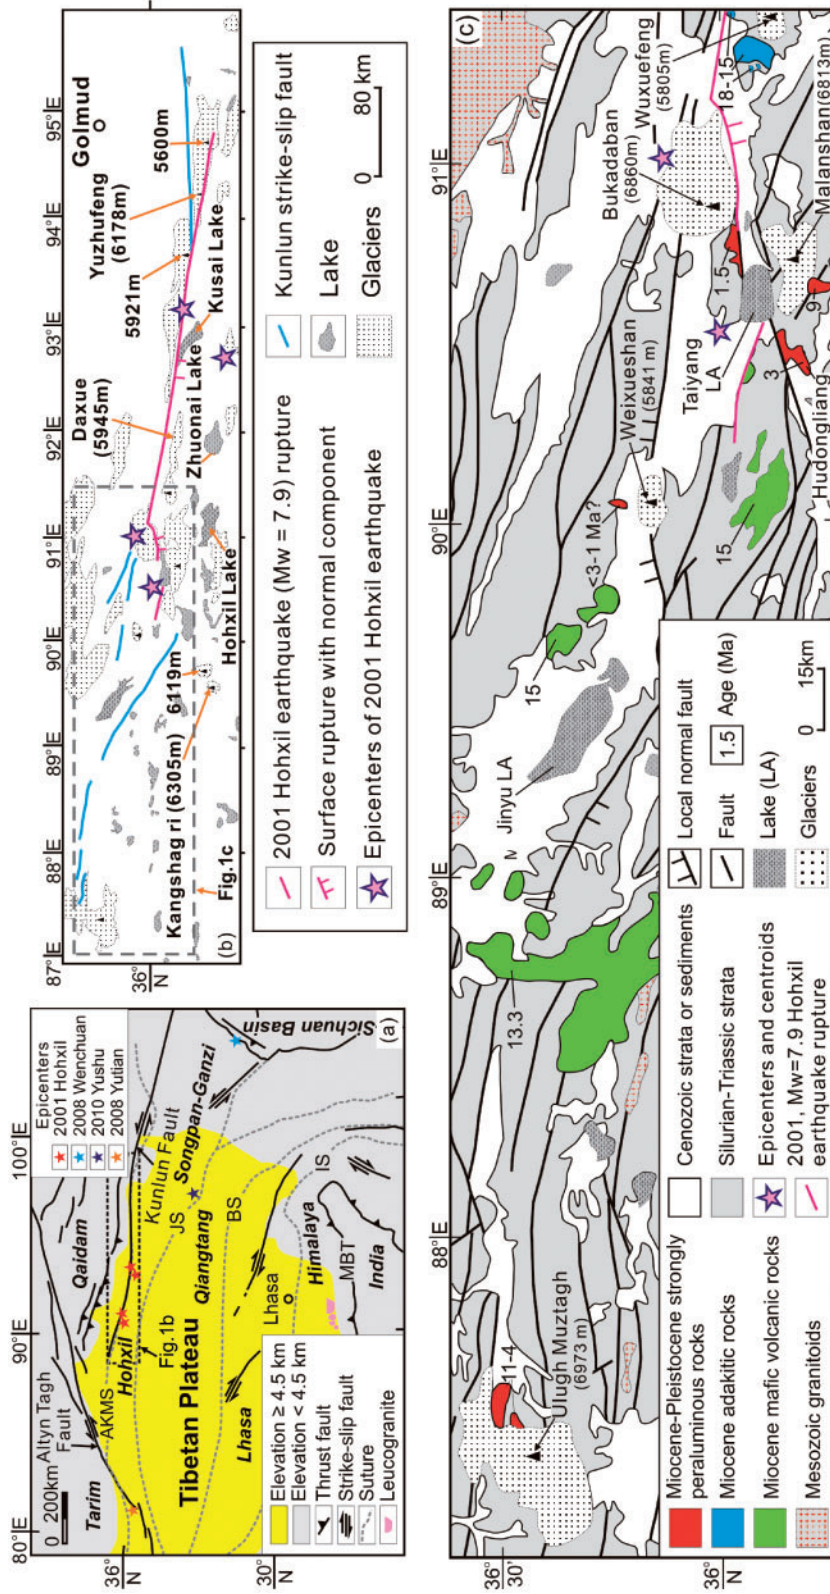 80°E
90°E
100°E
36°
N
30°
N
0 200km
Altyn Tagh
Fault
Tarim
AKMS
Qaidam
Hohxil
Fig.1b
Kunlun Fault
JS
Songpan-Ganzi
Sichuan Basin
Qiangtang
BS
Tibetan Plateau
Lhasa
Lhasa
IS
Himalaya
MBT
India
Epicenters
2001 Hohxil
2008 Wenchuan
2010 Yushu
2008 Yutian
Elevation ≥ 4.5 km
Elevation < 4.5 km
Thrust fault
Strike-slip fault
Suture
Leucogranite
(a)
87°E
88°E
89°E
90°E
91°E
92°E
93°E
94°E
95°E
36°
N
Golmud
Daxue
(5945m)
5921m
Yuzhufeng
(6178m)
5600m
Kangshag ri (6305m)
6119m
Hohxil Lake
Zhuonai Lake
Kusai Lake
Fig.1c
(b)
0 80 km
2001 Hohxil earthquake (Mw = 7.9) rupture
Surface rupture with normal component
Epicenters of 2001 Hohxil earthquake
Kunlun strike-slip fault
Lake
Glaciers
(c)
88°E
89°E
90°E
91°E
36°
30'
36°
N
11-4
Ulugh Muztagh
(6973 m)
13.3
Jinyu LA
15
<3-1 Ma?
Weixueshan
(5841 m)
15
Taiyang
LA
3
Hudongliang
1.5
9
Bukadaban
(6860m)
Wuxuefeng
(5805m)
18-15
Malanshan (6813m)
Miocene-Pleistocene strongly
peraluminous rocks
Miocene adakitic rocks
Miocene mafic volcanic rocks
Mesozoic granitoids
Cenozoic strata or sediments
Silurian-Triassic strata
Epicenters and centroids
2001, Mw=7.9 Hohxil
earthquake rupture
Local normal fault
Fault
1.5 Age (Ma)
Lake (LA)
Glaciers
0 15km